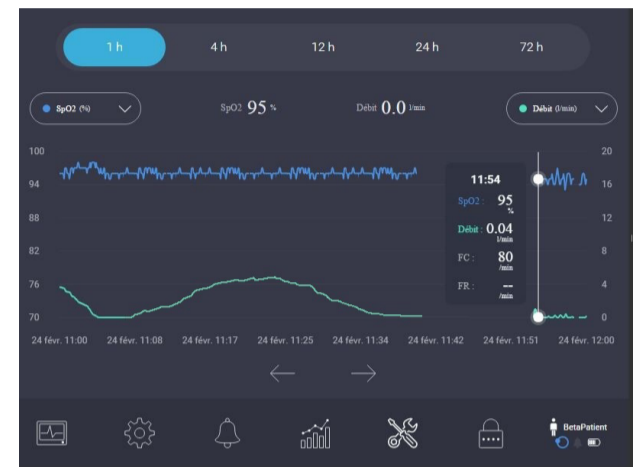 1 h 4 h 12 h 24 h 72 h
SpO2 (%) SpO2 95 % Débit 0.0 l/min Débit (l/min)
100 20
94 16
88 12
82 8
76 4
70 0
11:54
SpO2 : 95 %
Débit : 0.04 l/min
FC : 80 /min
FR : -- /min
24 févr. 11:00 24 févr. 11:08 24 févr. 11:17 24 févr. 11:25 24 févr. 11:34 24 févr. 11:42 24 févr. 11:51 24 févr. 12:00
BetaPatient